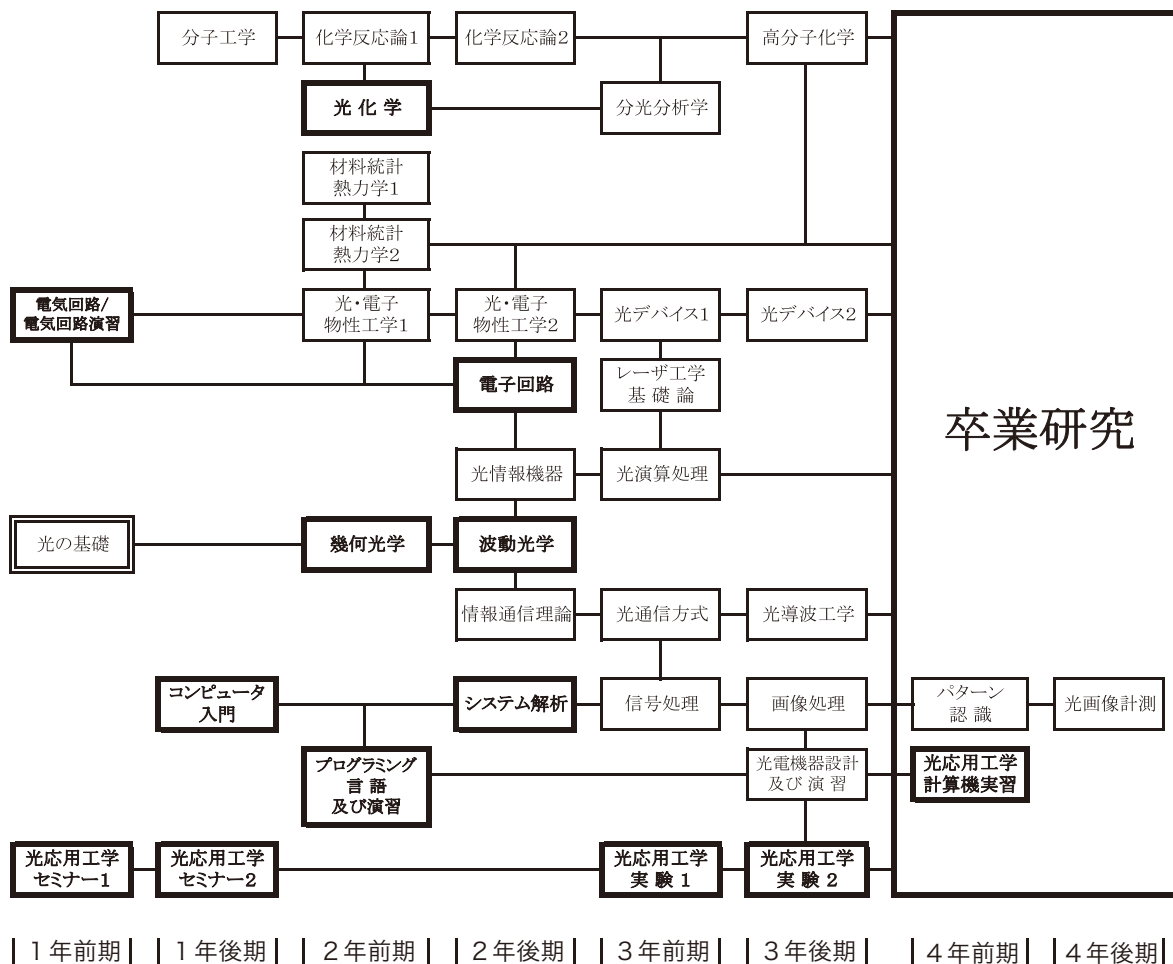 分子工学
化学反応論1
化学反応論2
高分子化学
光化学
分光分析学
材料統計
熱力学1
材料統計
熱力学2
電気回路/
電気回路演習
光・電子
物性工学1
光・電子
物性工学2
光デバイス1
光デバイス2
電子回路
レーザ工学
基礎論
卒業研究
光情報機器
光演算処理
光の基礎
幾何光学
波動光学
情報通信理論
光通信方式
光導波工学
コンピュータ
入門
システム解析
信号処理
画像処理
パターン
認識
光画像計測
プログラミング
言語
及び演習
光電機器設計
及び演習
光応用工学
計算機実習
光応用工学
セミナー1
光応用工学
セミナー2
光応用工学
実験1
光応用工学
実験2
1年前期
1年後期
2年前期
2年後期
3年前期
3年後期
4年前期
4年後期